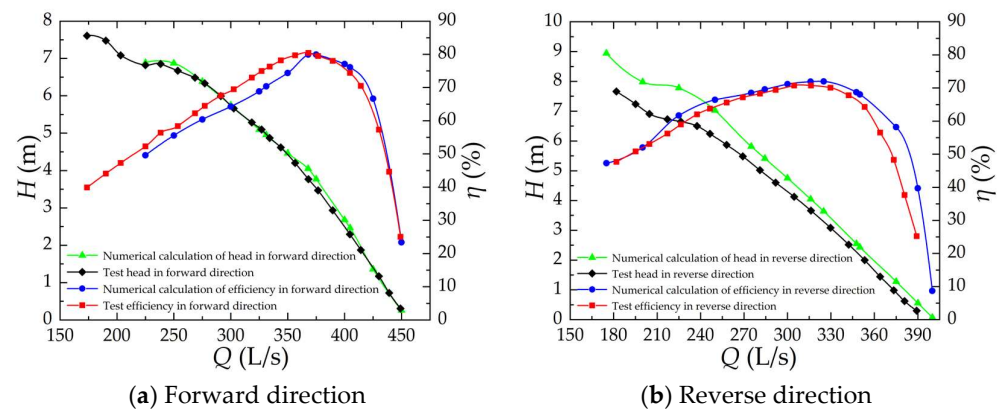 8
7
6
5
4
3
2
1
0
H (m)
90
80
70
60
50
40
30
20
10
0
η (%)
Numerical calculation of head in forward direction
Test head in forward direction
Numerical calculation of efficiency in forward direction
Test efficiency in forward direction
150 200 250 300 350 400 450
Q (L/s)
(a) Forward direction
10
9
8
7
6
5
4
3
2
1
0
H (m)
90
80
70
60
50
40
30
20
10
0
η (%)
Numerical calculation of head in reverse direction
Test head in reverse direction
Numerical calculation of efficiency in reverse direction
Test efficiency in reverse direction
150 180 210 240 270 300 330 360 390
Q (L/s)
(b) Reverse direction